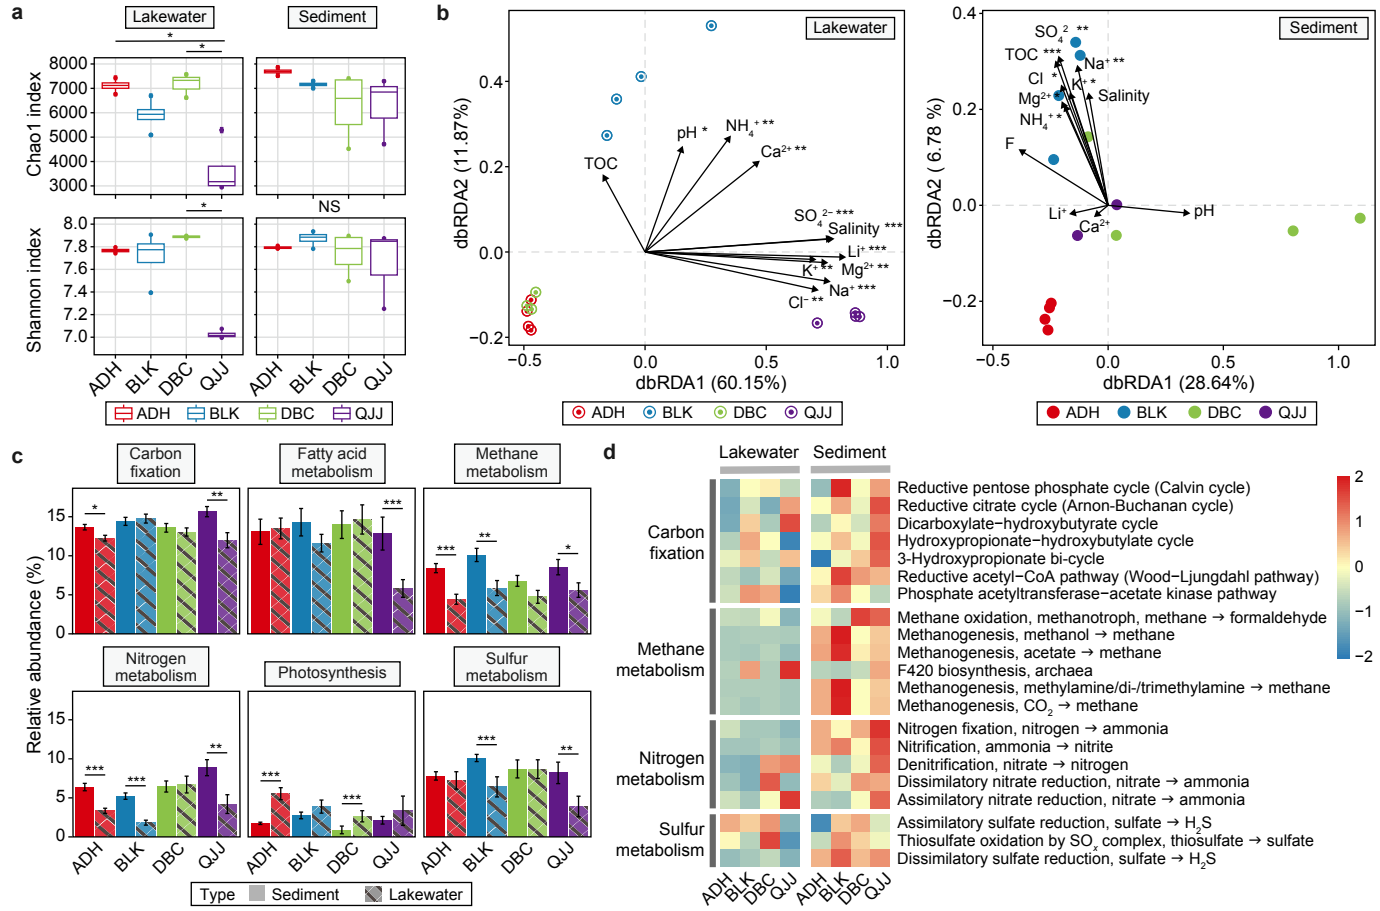 a
Lakewater
Sediment
*
*
8000
7000
6000
5000
4000
3000
Chao1 index
*
NS
8.0
7.8
7.6
7.4
7.2
7.0
Shannon index
ADH
BLK
DBC
QJJ
ADH
BLK
DBC
QJJ
ADH
BLK
DBC
QJJ
b
Lakewater
0.4
0.2
0.0
−0.2
dbRDA2 (11.87%)
TOC
pH *
NH₄⁺ **
Ca²⁺ **
SO₄²⁻ ***
Salinity ***
Li⁺ ***
K⁺ **
Mg²⁺ **
Na⁺ ***
Cl⁻ **
−0.5
0.0
0.5
1.0
dbRDA1 (60.15%)
ADH
BLK
DBC
QJJ
Sediment
0.4
0.2
0.0
−0.2
dbRDA2 ( 6.78 %)
SO₄² **
TOC ***
Na⁺ **
Cl *
K⁺ *
Mg²⁺ *
Salinity
NH₄⁺ *
F
Li⁺
Ca²⁺
pH
−0.5
0.0
0.5
1.0
dbRDA1 (28.64%)
ADH
BLK
DBC
QJJ
c
Relative abundance (%)
Carbon
fixation
Fatty acid
metabolism
Methane
metabolism
15
10
5
0
*
**
***
***
**
*
Nitrogen
metabolism
Photosynthesis
Sulfur
metabolism
15
10
5
0
***
***
**
***
***
***
**
ADH
BLK
DBC
QJJ
ADH
BLK
DBC
QJJ
ADH
BLK
DBC
QJJ
Type
Sediment
Lakewater
d
Lakewater
Sediment
Carbon
fixation
Reductive pentose phosphate cycle (Calvin cycle)
Reductive citrate cycle (Arnon-Buchanan cycle)
Dicarboxylate−hydroxybutyrate cycle
Hydroxypropionate−hydroxybutylate cycle
3-Hydroxypropionate bi-cycle
Reductive acetyl−CoA pathway (Wood−Ljungdahl pathway)
Phosphate acetyltransferase−acetate kinase pathway
Methane
metabolism
Methane oxidation, methanotroph, methane → formaldehyde
Methanogenesis, methanol → methane
Methanogenesis, acetate → methane
F420 biosynthesis, archaea
Methanogenesis, methylamine/di-/trimethylamine → methane
Methanogenesis, CO₂ → methane
Nitrogen
metabolism
Nitrogen fixation, nitrogen → ammonia
Nitrification, ammonia → nitrite
Denitrification, nitrate → nitrogen
Dissimilatory nitrate reduction, nitrate → ammonia
Assimilatory nitrate reduction, nitrate → ammonia
Sulfur
metabolism
Assimilatory sulfate reduction, sulfate → H₂S
Thiosulfate oxidation by SOₓ complex, thiosulfate → sulfate
Dissimilatory sulfate reduction, sulfate → H₂S
ADH
BLK
DBC
QJJ
ADH
BLK
DBC
QJJ
2
1
0
−1
−2